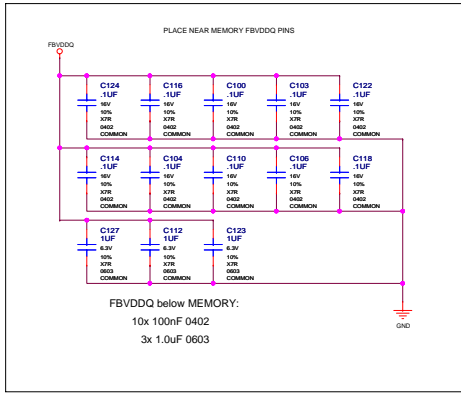 PLACE NEAR MEMORY FBVDDQ PINS
FBVDDQ
C124
.1UF
16V
10%
X7R
0402
COMMON
C116
.1UF
16V
10%
X7R
0402
COMMON
C100
.1UF
16V
10%
X7R
0402
COMMON
C103
.1UF
16V
10%
X7R
0402
COMMON
C122
.1UF
16V
10%
X7R
0402
COMMON
C114
.1UF
16V
10%
X7R
0402
COMMON
C104
.1UF
16V
10%
X7R
0402
COMMON
C110
.1UF
16V
10%
X7R
0402
COMMON
C106
.1UF
16V
10%
X7R
0402
COMMON
C118
.1UF
16V
10%
X7R
0402
COMMON
C127
1UF
6.3V
10%
X7R
0603
COMMON
C112
1UF
6.3V
10%
X7R
0603
COMMON
C123
1UF
6.3V
10%
X7R
0603
COMMON
FBVDDQ below MEMORY:
10x 100nF 0402
3x 1.0uF 0603
GND